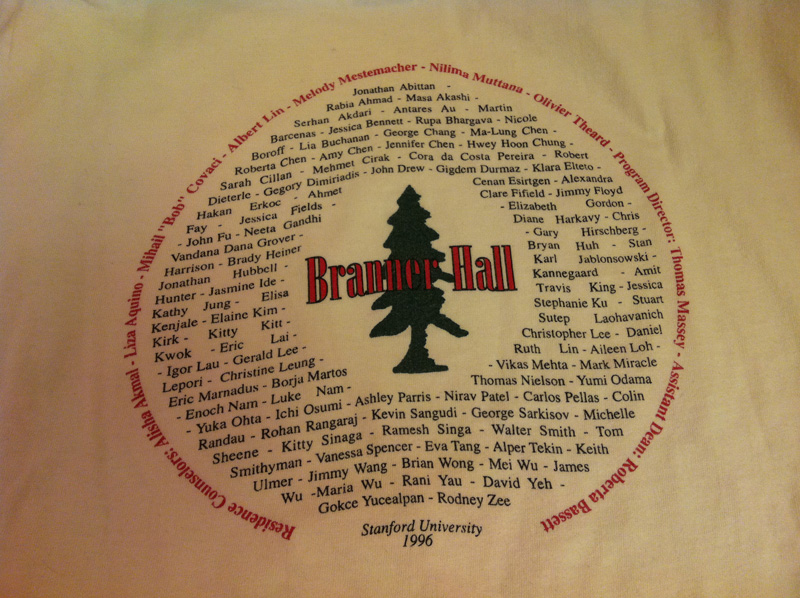 Residence Counselors: Alisha Akmal - Liza Aquino - Mihail "Bob" Covaci - Albert Lin - Melody Mestemacher - Nilima Muttana - Olivier Theard - Program Director: Thomas Massey - Assistant Dean: Roberta Bassett
Jonathan Abittan -
Rabia Ahmad - Masa Akashi -
Serhan Akdari - Antares Au - Martin
Barcenas - Jessica Bennett - Rupa Bhargava - Nicole
Boroff - Lia Buchanan - George Chang - Ma-Lung Chen -
Roberta Chen - Amy Chen - Jennifer Chen - Hwey Hoon Chung -
Sarah Cillan - Mehmet Cirak - Cora da Costa Pereira - Robert
Dieterle - Gegory Dimiriadis - John Drew - Gigdem Durmaz - Klara Elteto -
Hakan Erkoc - Ahmet Cenan Esirtgen - Alexandra
Fay - Jessica Fields - Clare Fifield - Jimmy Floyd
- John Fu - Neeta Gandhi - Elizabeth Gordon -
Vandana Dana Grover - Diane Harkavy - Chris
Harrison - Brady Heiner - Gary Hirschberg -
Jonathan Hubbell - Bryan Huh - Stan
Hunter - Jasmine Ide - Karl Jablonsowski -
Kathy Jung - Elisa Kannegaard - Amit
Kenjale - Elaine Kim - Travis King - Jessica
Kirk - Kitty Kitt - Stephanie Ku - Stuart
Kwok - Eric Lai - Sutep Laohavanich
- Igor Lau - Gerald Lee - Christopher Lee - Daniel
Lepori - Christine Leung - Ruth Lin - Aileen Loh -
Eric Marnadus - Borja Martos - Vikas Mehta - Mark Miracle
- Enoch Nam - Luke Nam - Thomas Nielson - Yumi Odama
- Yuka Ohta - Ichi Osumi - Ashley Parris - Nirav Patel - Carlos Pellas - Colin
Randau - Rohan Rangaraj - Kevin Sangudi - George Sarkisov - Michelle
Sheene - Kitty Sinaga - Ramesh Singa - Walter Smith - Tom
Smithyman - Vanessa Spencer - Eva Tang - Alper Tekin - Keith
Ulmer - Jimmy Wang - Brian Wong - Mei Wu - James
Wu -Maria Wu - Rani Yau - David Yeh -
Gokce Yucealpan - Rodney Zee
Branner Hall
Stanford University
1996